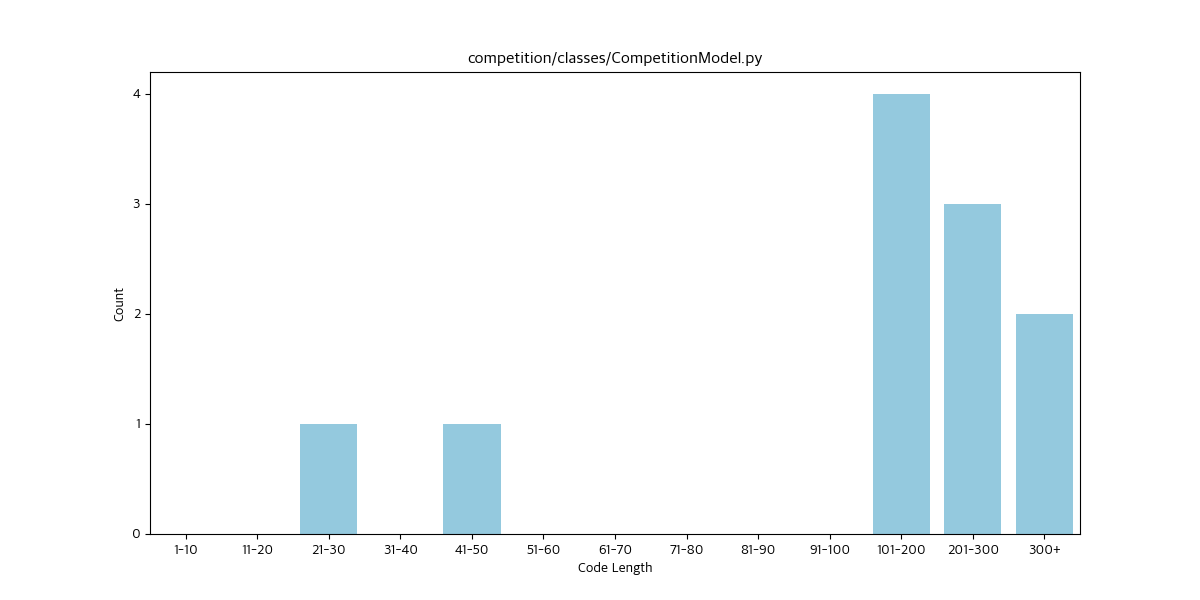 competition/classes/CompetitionModel.py
4
3
2
1
0
Count
1-10 11-20 21-30 31-40 41-50 51-60 61-70 71-80 81-90 91-100 101-200 201-300 300+
Code Length